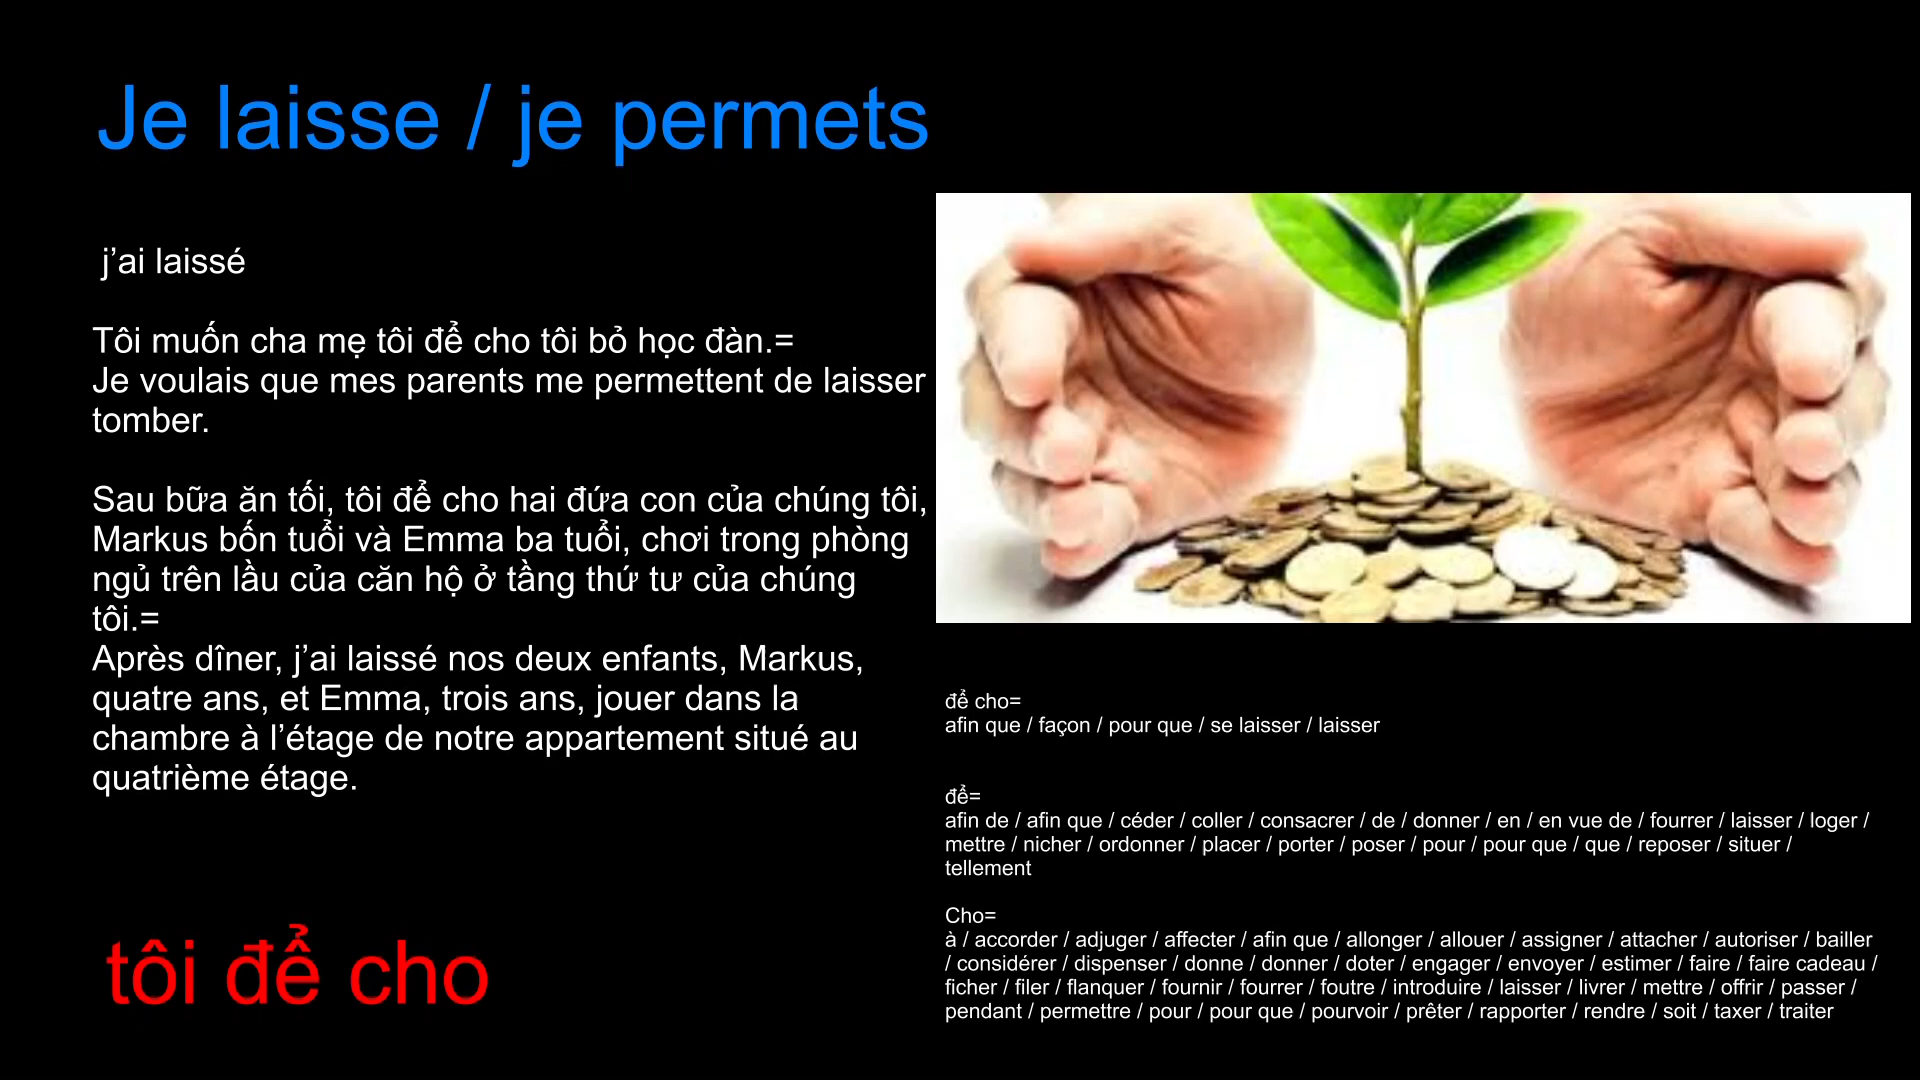 Je laisse / je permets
j’ai laissé
Tôi muốn cha mẹ tôi để cho tôi bỏ học đàn.=
Je voulais que mes parents me permettent de laisser
tomber.
Sau bữa ăn tối, tôi để cho hai đứa con của chúng tôi,
Markus bốn tuổi và Emma ba tuổi, chơi trong phòng
ngủ trên lầu của căn hộ ở tầng thứ tư của chúng
tôi.=
Après dîner, j’ai laissé nos deux enfants, Markus,
quatre ans, et Emma, trois ans, jouer dans la
chambre à l’étage de notre appartement situé au
quatrième étage.
tôi để cho
để cho=
afin que / façon / pour que / se laisser / laisser
để=
afin de / afin que / céder / coller / consacrer / de / donner / en / en vue de / fourrer / laisser / loger /
mettre / nicher / ordonner / placer / porter / poser / pour / pour que / que / reposer / situer /
tellement
Cho=
à / accorder / adjuger / affecter / afin que / allonger / allouer / assigner / attacher / autoriser / bailler
/ considérer / dispenser / donne / donner / doter / engager / envoyer / estimer / faire / faire cadeau /
ficher / filer / flanquer / fournir / fourrer / foutre / introduire / laisser / livrer / mettre / offrir / passer /
pendant / permettre / pour / pour que / pourvoir / prêter / rapporter / rendre / soit / taxer / traiter